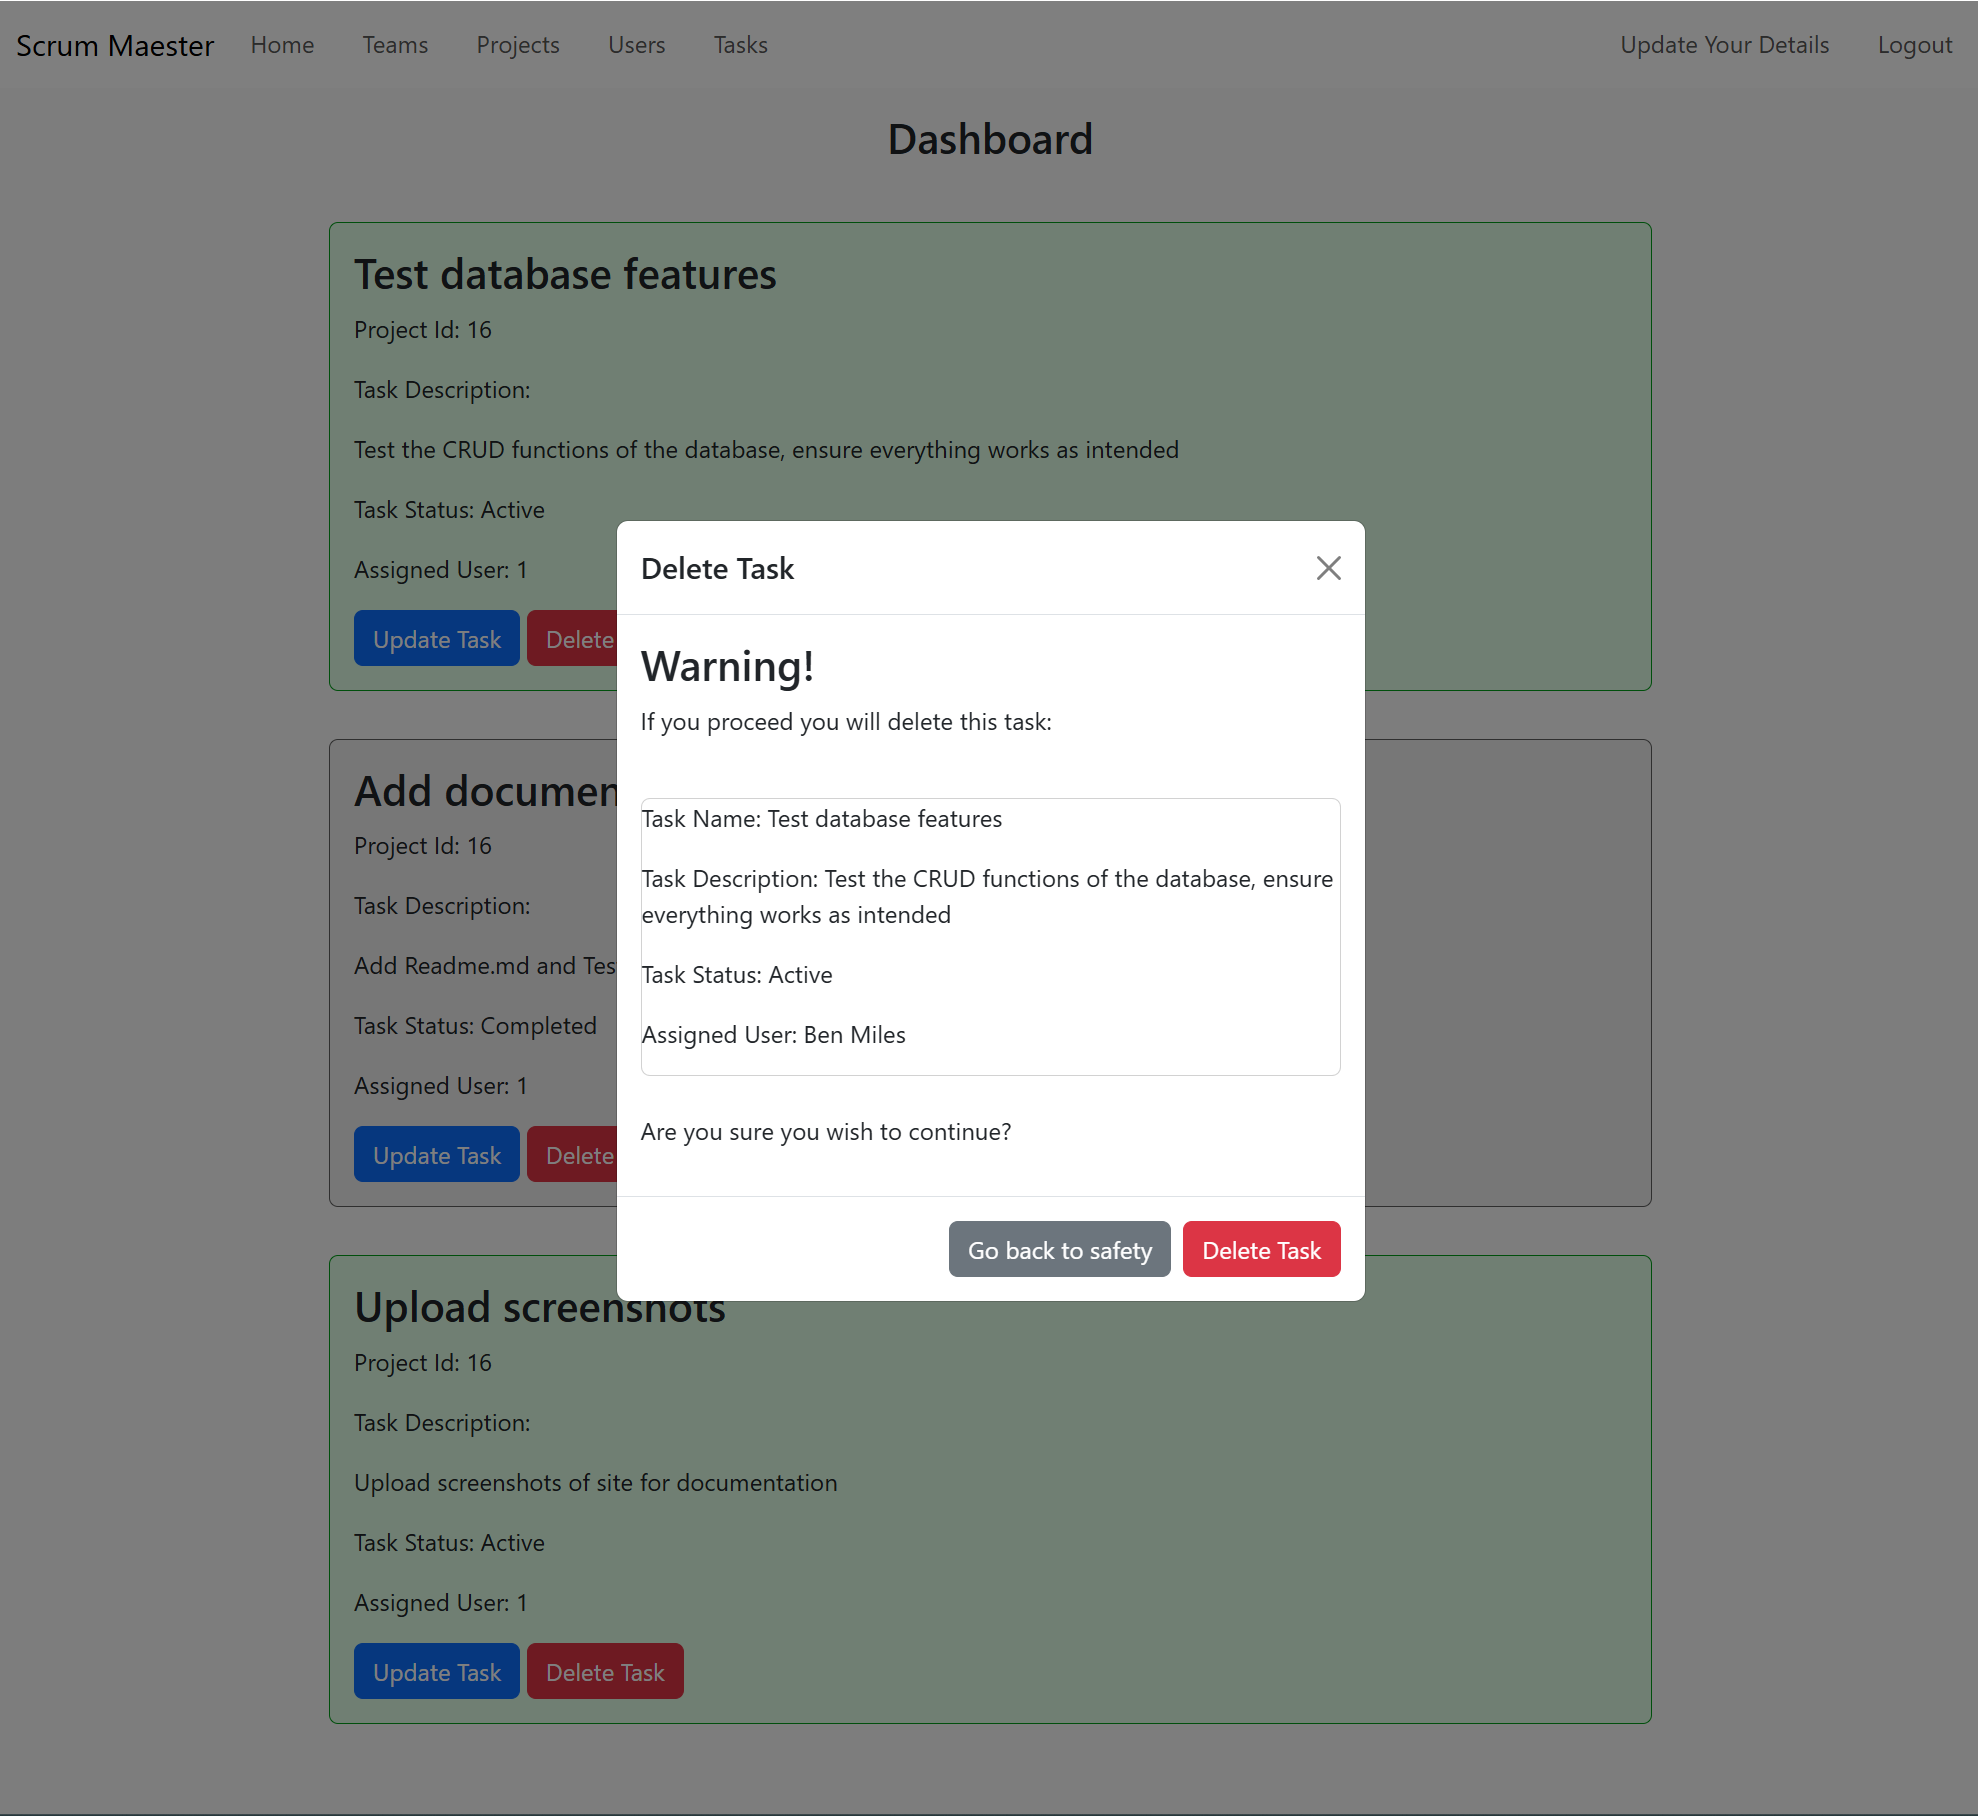 Scrum Maester Home Teams Projects Users Tasks Update Your Details Logout
Dashboard
Test database features
Project Id: 16
Task Description:
Test the CRUD functions of the database, ensure everything works as intended
Task Status: Active
Assigned User: 1
Update Task Delete
Delete Task
Warning!
If you proceed you will delete this task:
Task Name: Test database features
Task Description: Test the CRUD functions of the database, ensure
everything works as intended
Task Status: Active
Assigned User: Ben Miles
Are you sure you wish to continue?
Go back to safety Delete Task
Add
Project Id: 16
Task Description:
Add Readme.md and
Task Status: Completed
Assigned User: 1
Update Task Delete
Upload screenshots
Project Id: 16
Task Description:
Upload screenshots of site for documentation
Task Status: Active
Assigned User: 1
Update Task Delete Task